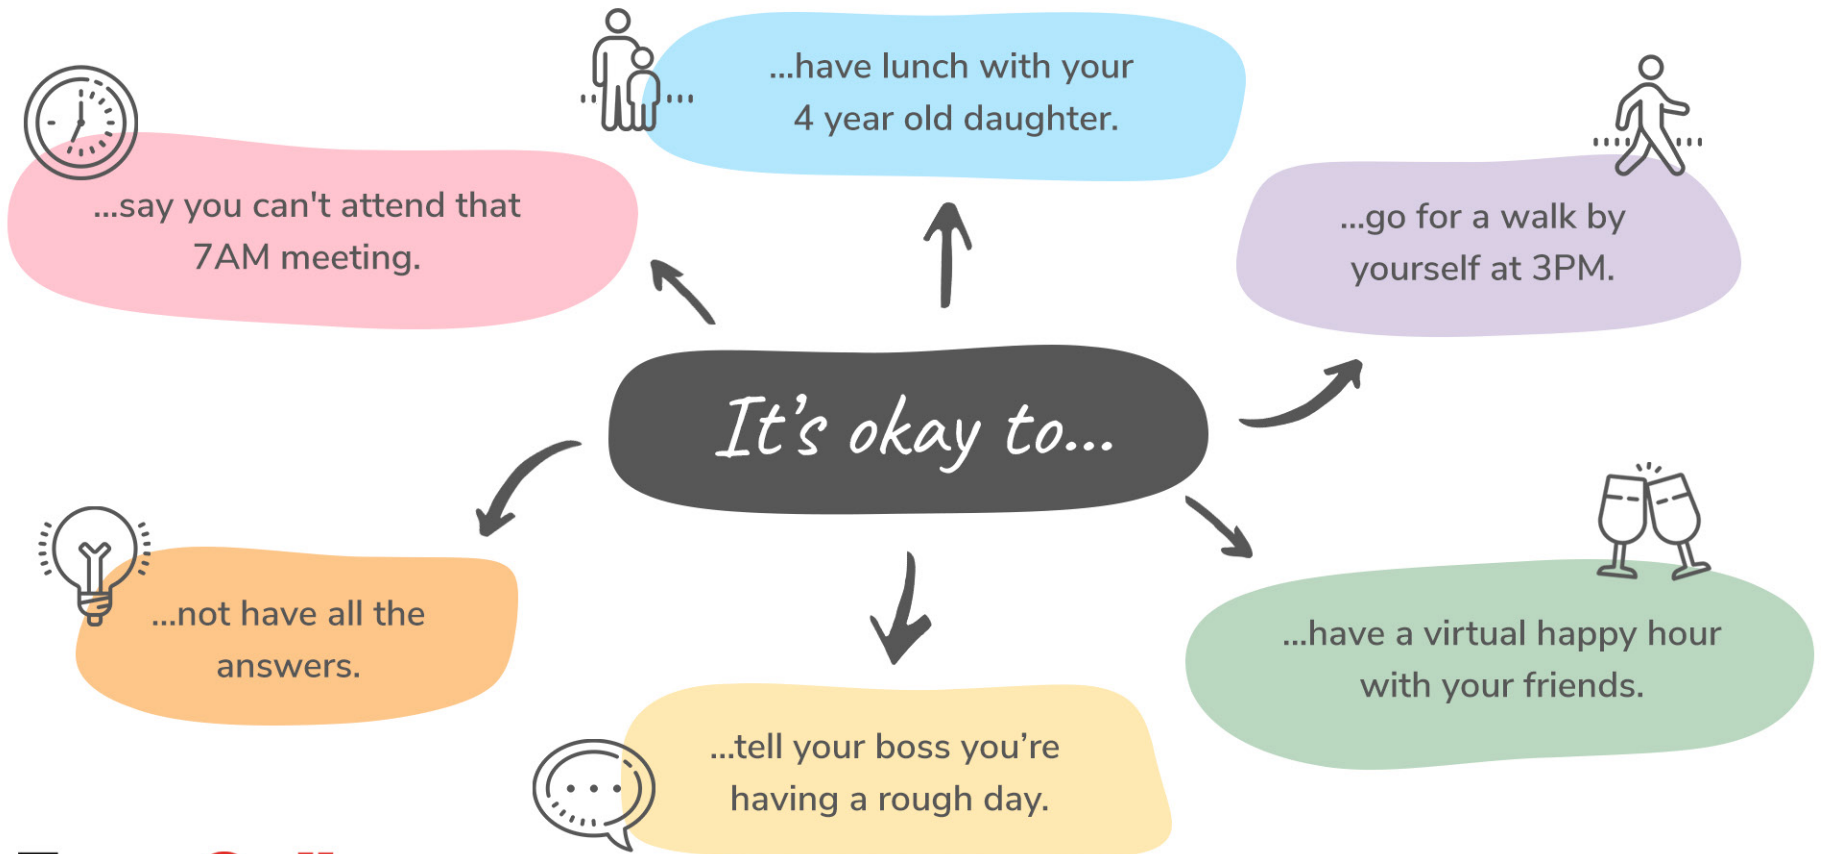 ...have lunch with your
4 year old daughter.
...say you can't attend that
7AM meeting.
...go for a walk by
yourself at 3PM.
It's okay to...
...not have all the
answers.
...have a virtual happy hour
with your friends.
...tell your boss you’re
having a rough day.